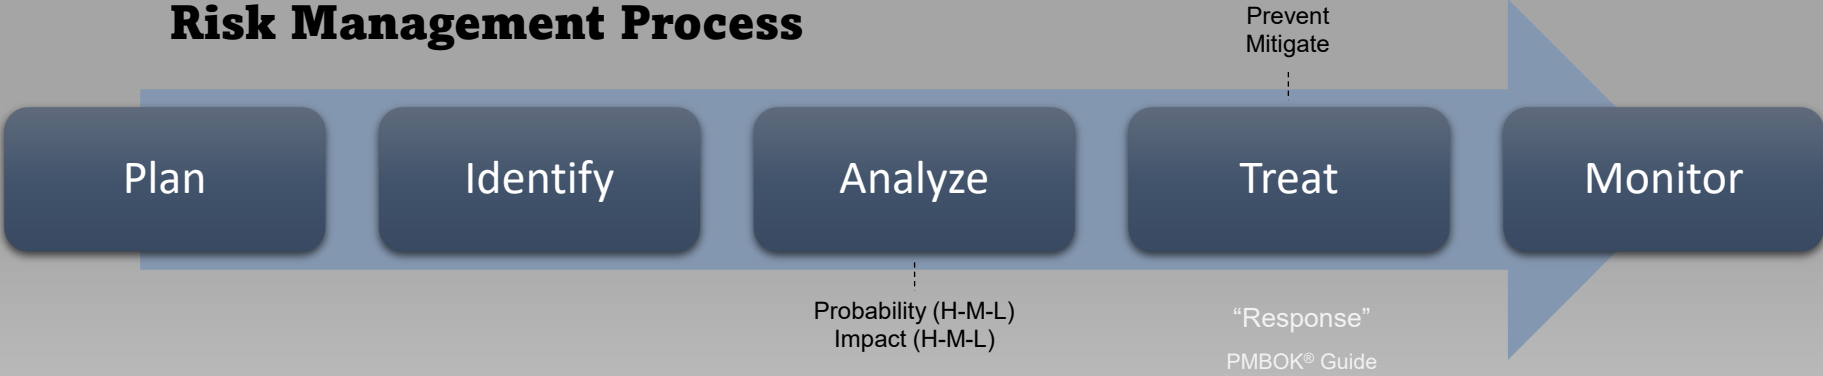 Risk Management Process
Prevent
Mitigate
Plan
Identify
Analyze
Treat
Monitor
Probability (H-M-L)
Impact (H-M-L)
“Response”
PMBOK® Guide